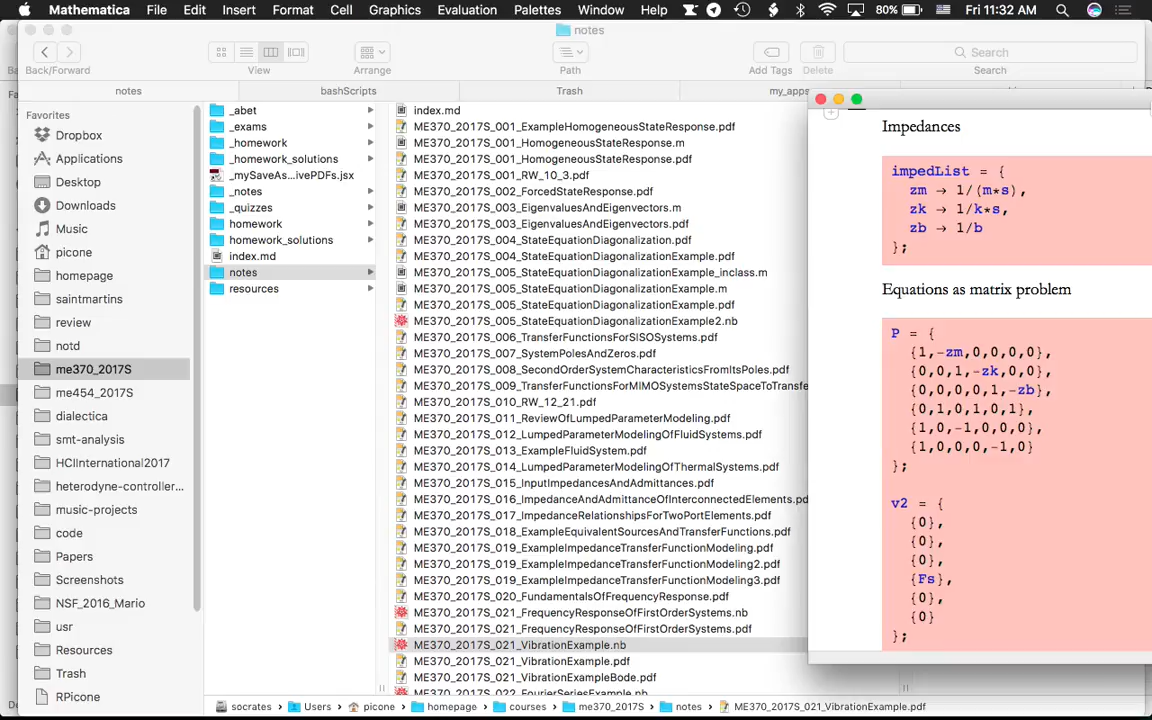 Mathematica File Edit Insert Format Cell Graphics Evaluation Palettes Window Help 80% Fri 11:32 AM
notes
Back/Forward View Arrange Path Add Tags Delete Search
Search
notes bashScripts Trash my_apps
Favorites
Dropbox
Applications
Desktop
Downloads
Music
picone
homepage
saintmartins
review
notd
me370_2017S
me454_2017S
dialectica
smt-analysis
HCIInternational2017
heterodyne-controller...
music-projects
code
Papers
Screenshots
NSF_2016_Mario
usr
Resources
Trash
RPicone
_abet
_exams
_homework
_homework_solutions
_mySaveAs...ivePDFs.jsx
_notes
_quizzes
homework
homework_solutions
index.md
notes
resources
index.md
ME370_2017S_001_ExampleHomogeneousStateResponse.pdf
ME370_2017S_001_HomogeneousStateResponse.m
ME370_2017S_001_HomogeneousStateResponse.pdf
ME370_2017S_001_RW_10_3.pdf
ME370_2017S_002_ForcedStateResponse.pdf
ME370_2017S_003_EigenvaluesAndEigenvectors.m
ME370_2017S_003_EigenvaluesAndEigenvectors.pdf
ME370_2017S_004_StateEquationDiagonalization.pdf
ME370_2017S_004_StateEquationDiagonalizationExample.pdf
ME370_2017S_005_StateEquationDiagonalizationExample_inclass.m
ME370_2017S_005_StateEquationDiagonalizationExample.m
ME370_2017S_005_StateEquationDiagonalizationExample.pdf
ME370_2017S_005_StateEquationDiagonalizationExample2.nb
ME370_2017S_006_TransferFunctionsForSISOSystems.pdf
ME370_2017S_007_SystemPolesAndZeros.pdf
ME370_2017S_008_SecondOrderSystemCharacteristicsFromItsPoles.pdf
ME370_2017S_009_TransferFunctionsForMIMOSystemsStateSpaceToTransfe
ME370_2017S_010_RW_12_21.pdf
ME370_2017S_011_ReviewOfLumpedParameterModeling.pdf
ME370_2017S_012_LumpedParameterModelingOfFluidSystems.pdf
ME370_2017S_013_ExampleFluidSystem.pdf
ME370_2017S_014_LumpedParameterModelingOfThermalSystems.pdf
ME370_2017S_015_InputImpedancesAndAdmittances.pdf
ME370_2017S_016_ImpedanceAndAdmittanceOfInterconnectedElements.pd
ME370_2017S_017_ImpedanceRelationshipsForTwoPortElements.pdf
ME370_2017S_018_ExampleEquivalentSourcesAndTransferFunctions.pdf
ME370_2017S_019_ExampleImpedanceTransferFunctionModeling.pdf
ME370_2017S_019_ExampleImpedanceTransferFunctionModeling2.pdf
ME370_2017S_019_ExampleImpedanceTransferFunctionModeling3.pdf
ME370_2017S_020_FundamentalsOfFrequencyResponse.pdf
ME370_2017S_021_FrequencyResponseOfFirstOrderSystems.nb
ME370_2017S_021_FrequencyResponseOfFirstOrderSystems.pdf
ME370_2017S_021_VibrationExample.nb
ME370_2017S_021_VibrationExample.pdf
ME370_2017S_021_VibrationExampleBode.pdf
ME370_2017S_022_FourierSeriesExample.nb
socrates Users picone homepage courses me370_2017S notes ME370_2017S_021_VibrationExample.pdf
Impedances
impedList = {
zm → 1/(m*s),
zk → 1/k*s,
zb → 1/b
};
Equations as matrix problem
P = {
{1,-zm,0,0,0,0},
{0,0,1,-zk,0,0},
{0,0,0,0,1,-zb},
{0,1,0,1,0,1},
{1,0,-1,0,0,0},
{1,0,0,0,-1,0}
};
v2 = {
{0},
{0},
{0},
{Fs},
{0},
{0}
};